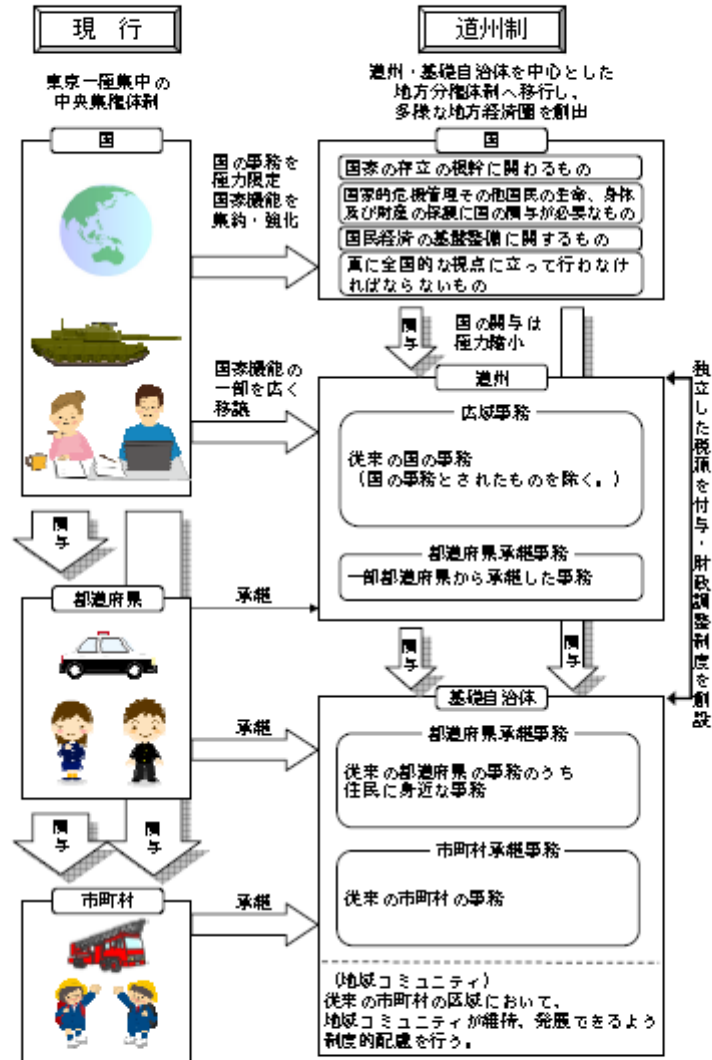 現 行
道州制
東京一極集中の
中央集権体制
道州・基礎自治体を中心とした
地方分権体制へ移行し、
多様な地方経済圏を創出
国
国の事務を
極力限定
国家機能を
集約・強化
国
国家の存立の根幹に関わるもの
国家的危機管理その他国民の生命、身体
及び財産の保護に国の関与が必要なもの
国民経済の基盤整備に関するもの
真に全国的な視点に立って行わなけ
ればならないもの
関与
国の関与は
極力縮小
国家機能の
一部を広く
移譲
道州
広域事務
従来の国の事務
(国の事務とされたものを除く。)
都道府県承継事務
一部都道府県から承継した事務
独立した税源を付与・財政調整制度を創設
関与
都道府県
承継
関与
関与
基礎自治体
承継
都道府県承継事務
従来の都道府県の事務のうち
住民に身近な事務
関与
関与
市町村
承継
市町村承継事務
従来の市町村の事務
(地域コミュニティ)
従来の市町村の区域において、
地域コミュニティが維持、発展できるよう
制度的配慮を行う。